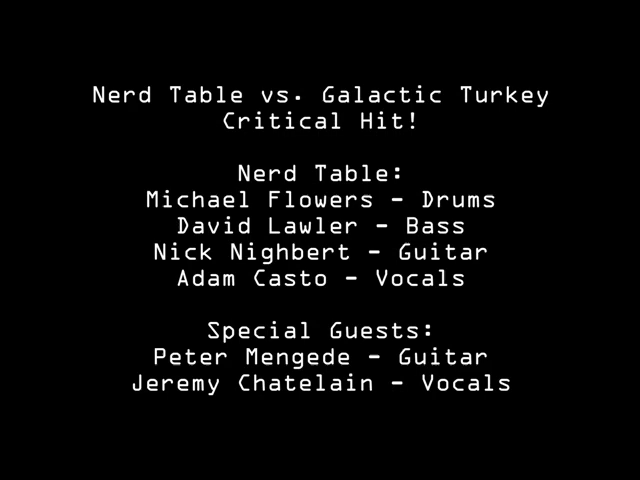 Nerd Table vs. Galactic Turkey
Critical Hit!
Nerd Table:
Michael Flowers – Drums
David Lawler – Bass
Nick Nighbert – Guitar
Adam Casto – Vocals
Special Guests:
Peter Mengede – Guitar
Jeremy Chatelain – Vocals